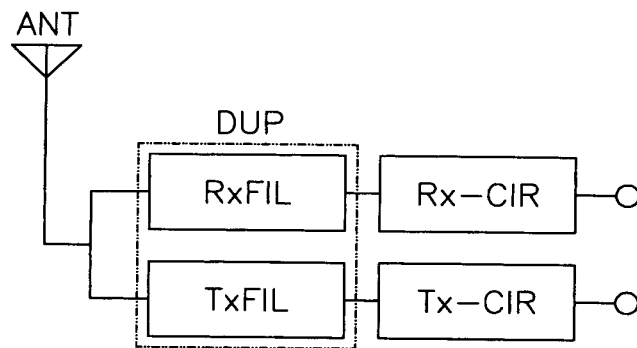 ANT
DUP
RxFIL
Rx-CIR
TxFIL
Tx-CIR